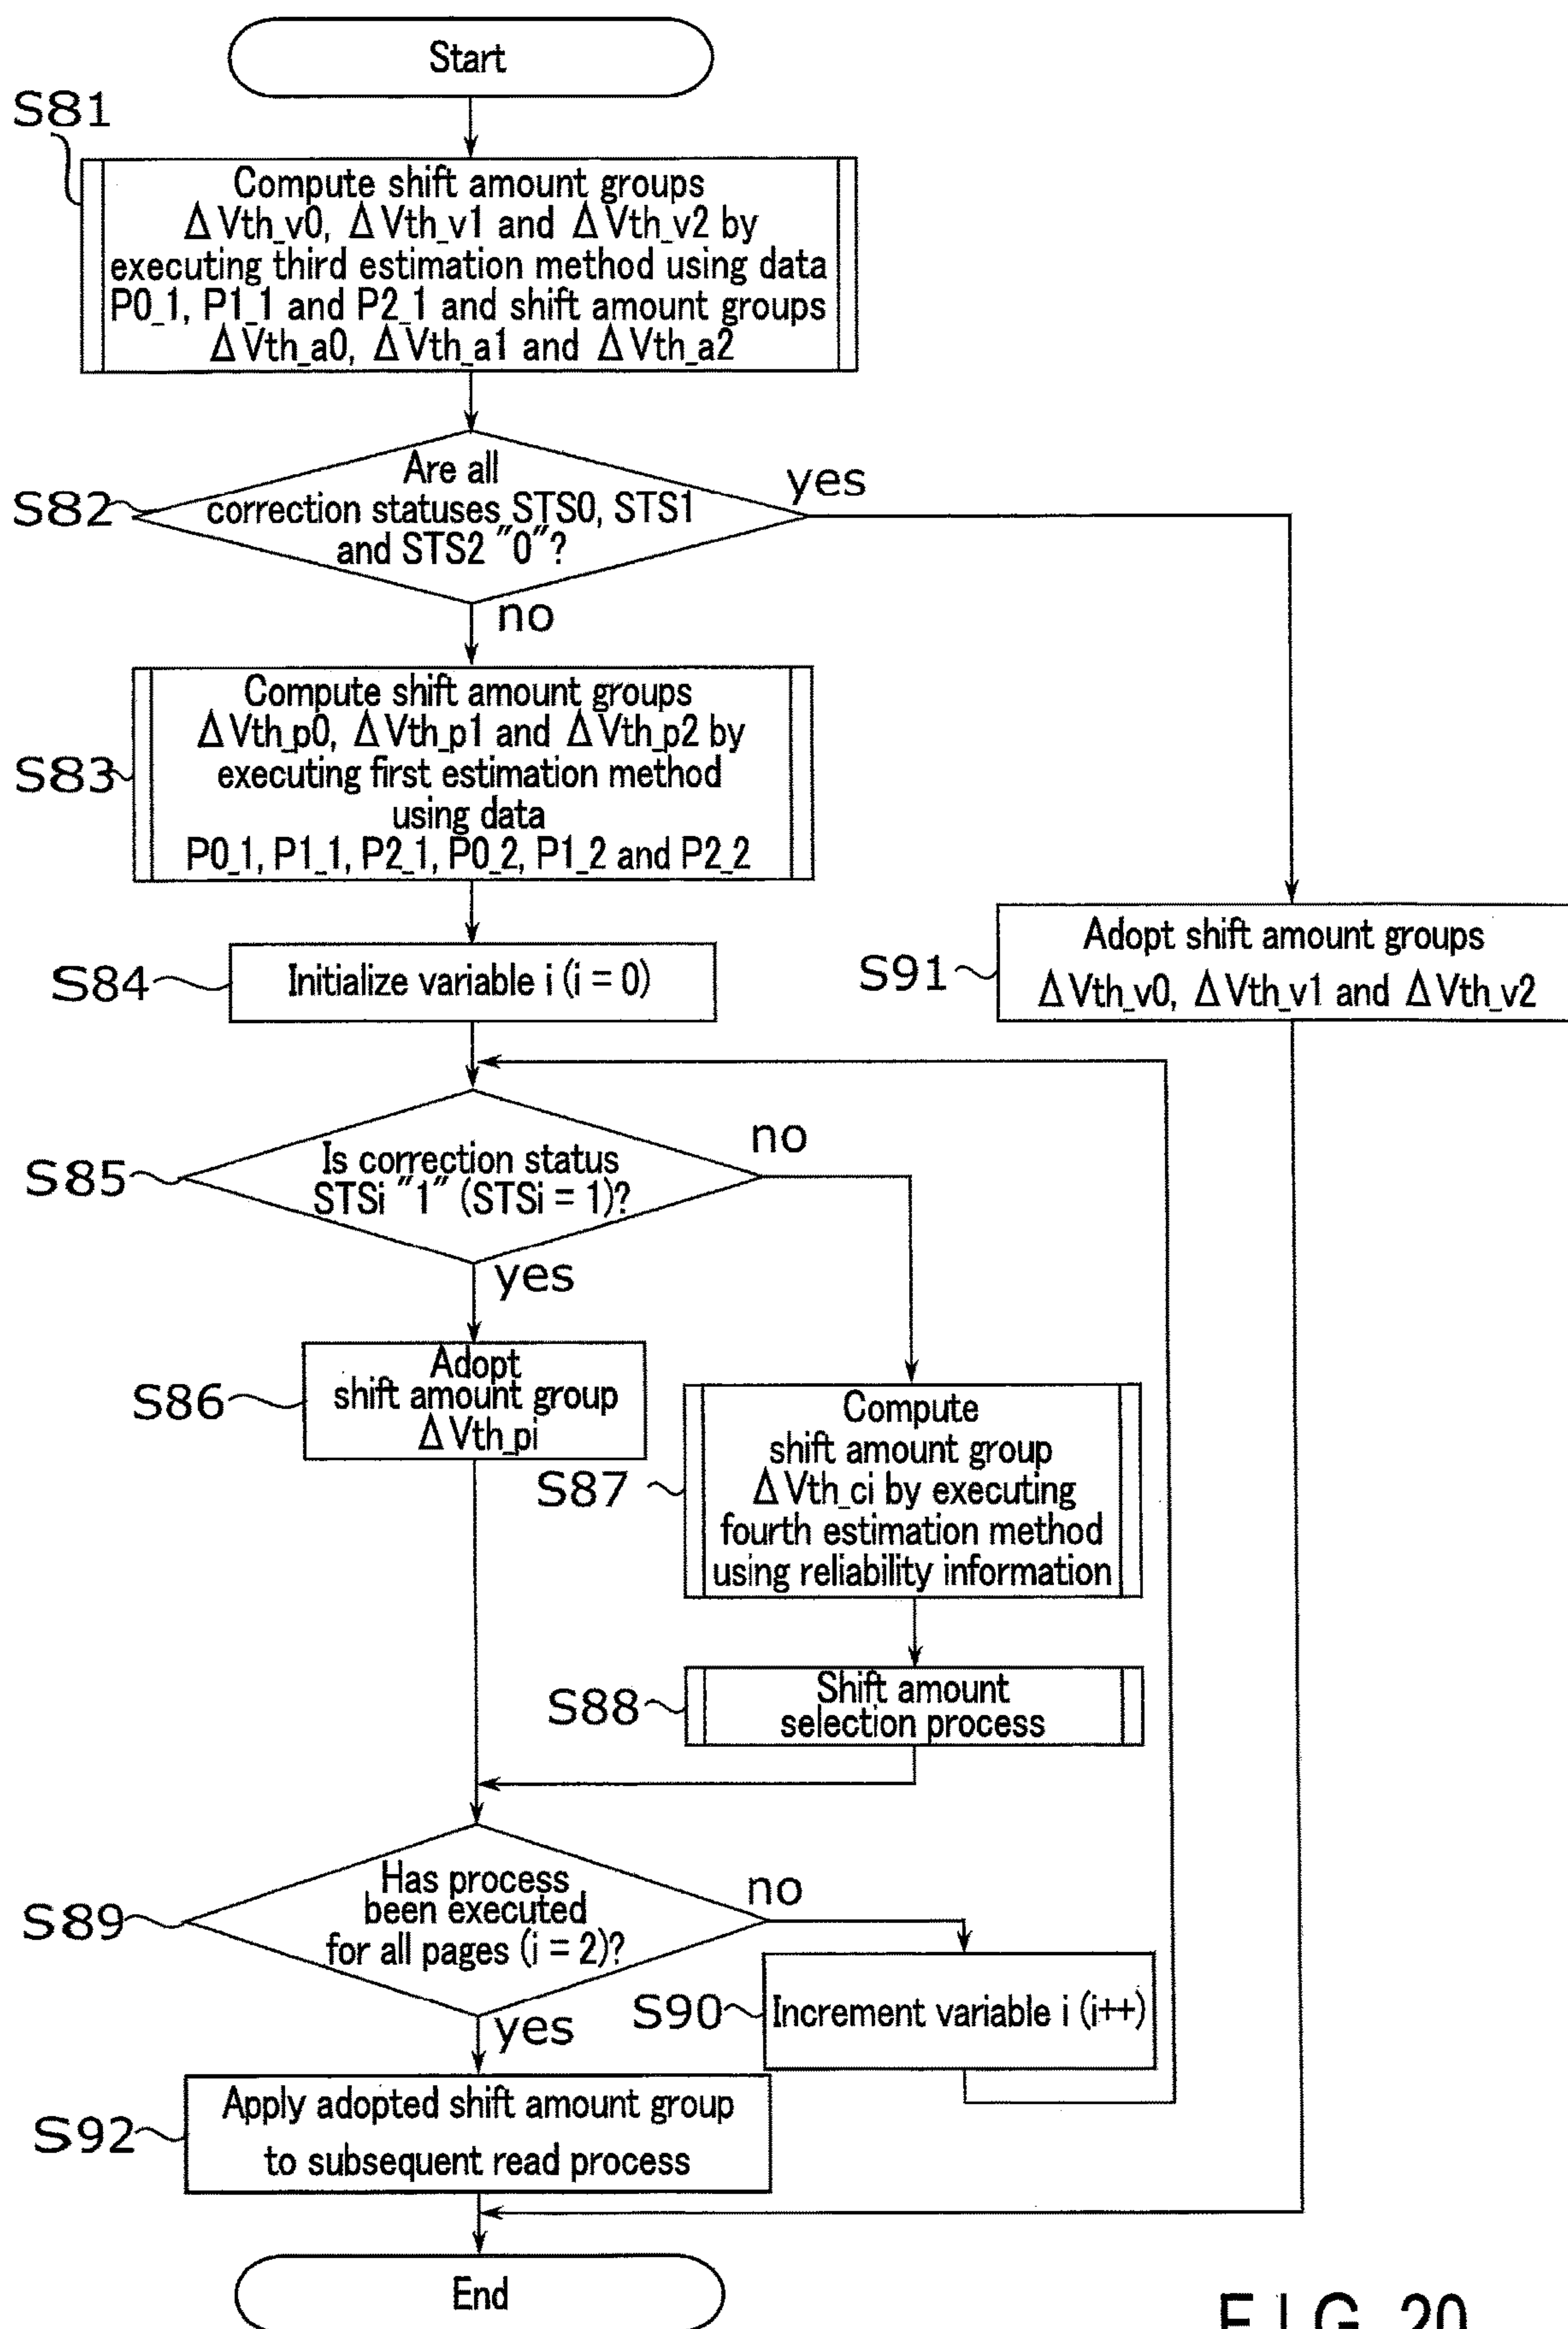 Start
S81
Compute shift amount groups
ΔVth_v0, ΔVth_v1 and ΔVth_v2 by
executing third estimation method using data
P0_1, P1_1 and P2_1 and shift amount groups
ΔVth_a0, ΔVth_a1 and ΔVth_a2
S82
Are all
correction statuses STS0, STS1
and STS2 "0"?
yes
no
S83
Compute shift amount groups
ΔVth_p0, ΔVth_p1 and ΔVth_p2 by
executing first estimation method
using data
P0_1, P1_1, P2_1, P0_2, P1_2 and P2_2
S84
Initialize variable i (i = 0)
S91
Adopt shift amount groups
ΔVth_v0, ΔVth_v1 and ΔVth_v2
S85
Is correction status
STSi "1" (STSi = 1)?
no
yes
S86
Adopt
shift amount group
ΔVth_pi
S87
Compute
shift amount group
ΔVth_ci by executing
fourth estimation method
using reliability information
S88
Shift amount
selection process
S89
Has process
been executed
for all pages (i = 2)?
no
yes
S90
Increment variable i (i++)
S92
Apply adopted shift amount group
to subsequent read process
End
FIG. 20